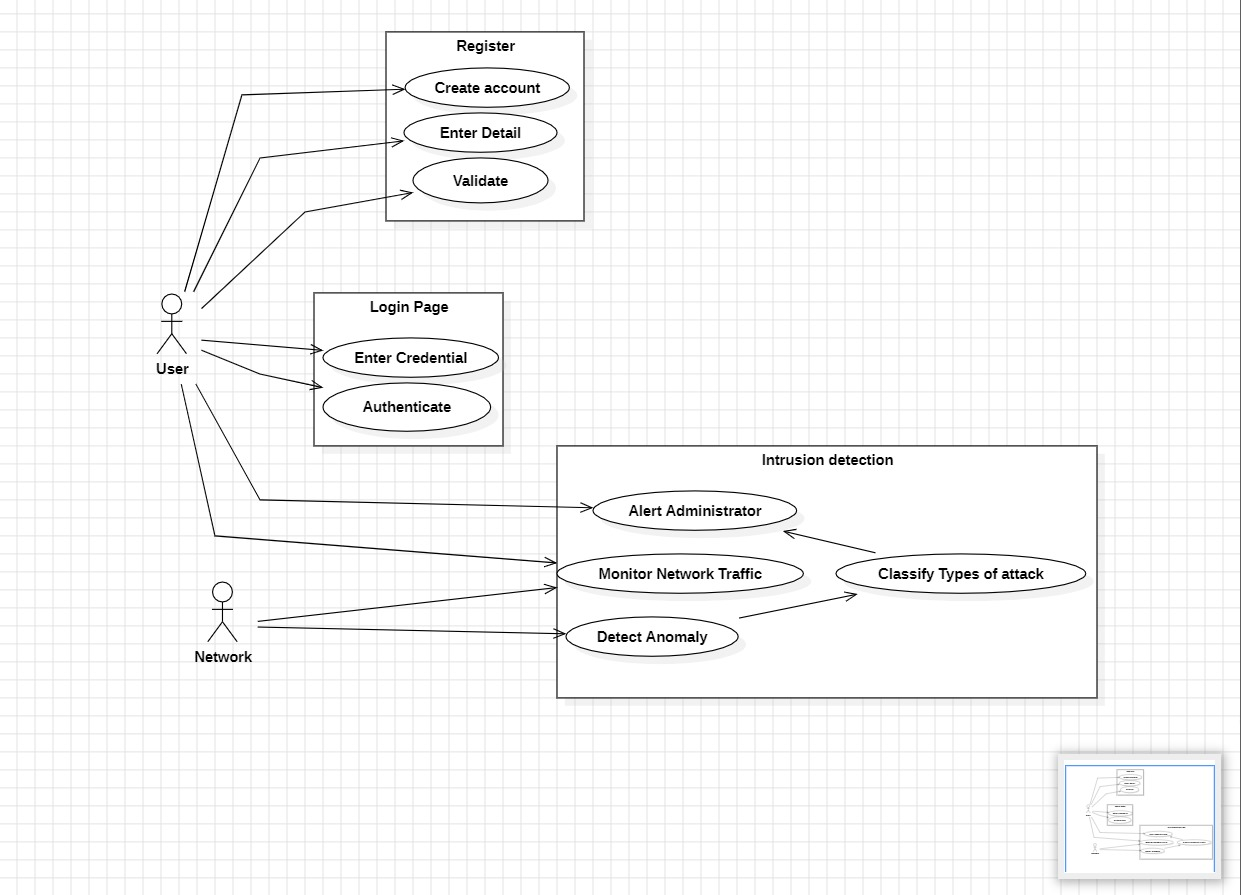 Register
Create account
Enter Detail
Validate
Login Page
Enter Credential
Authenticate
User
Intrusion detection
Alert Administrator
Monitor Network Traffic
Classify Types of attack
Detect Anomaly
Network